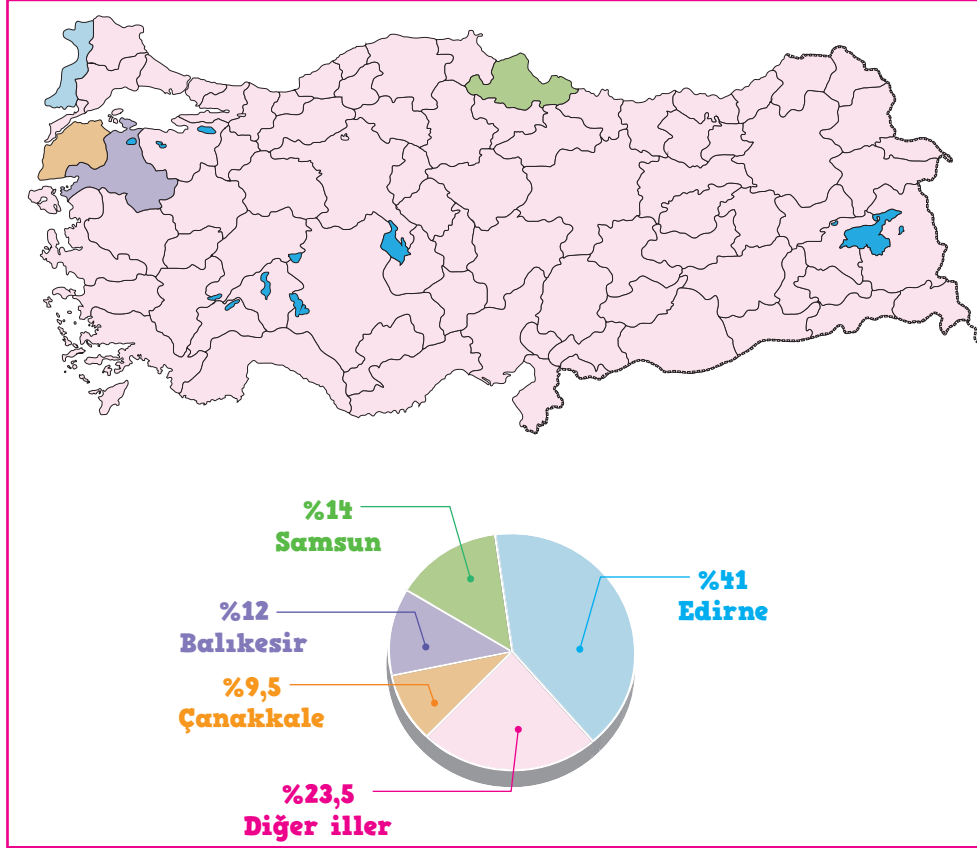 %14
Samsun
%41
Edirne
%12
Balıkesir
%9,5
Çanakkale
%23,5
Diğer iller